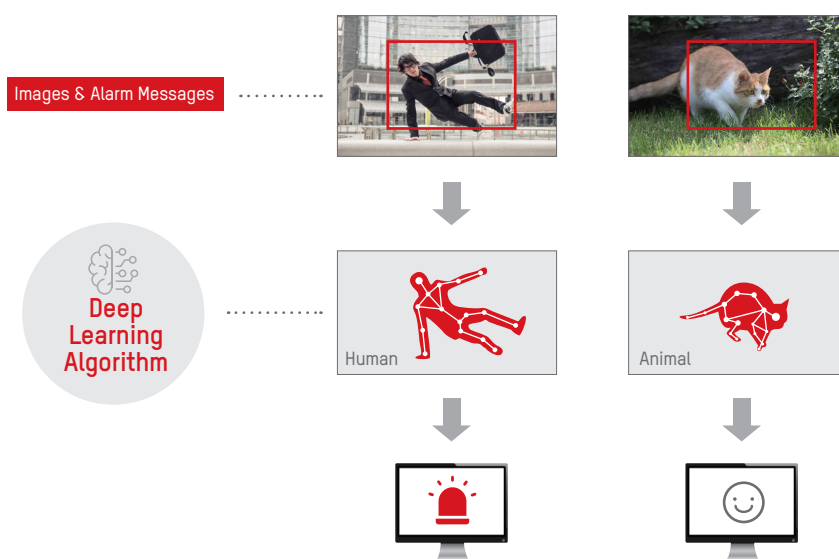 Images & Alarm Messages
Deep
Learning
Algorithm
Human
Animal